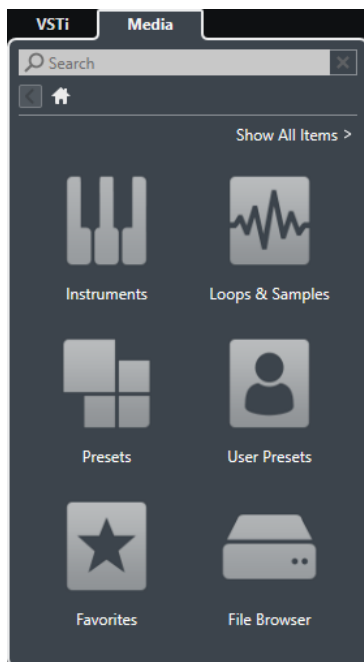 VSTi Media
Search
Show All Items >
Instruments Loops & Samples
Presets User Presets
Favorites File Browser